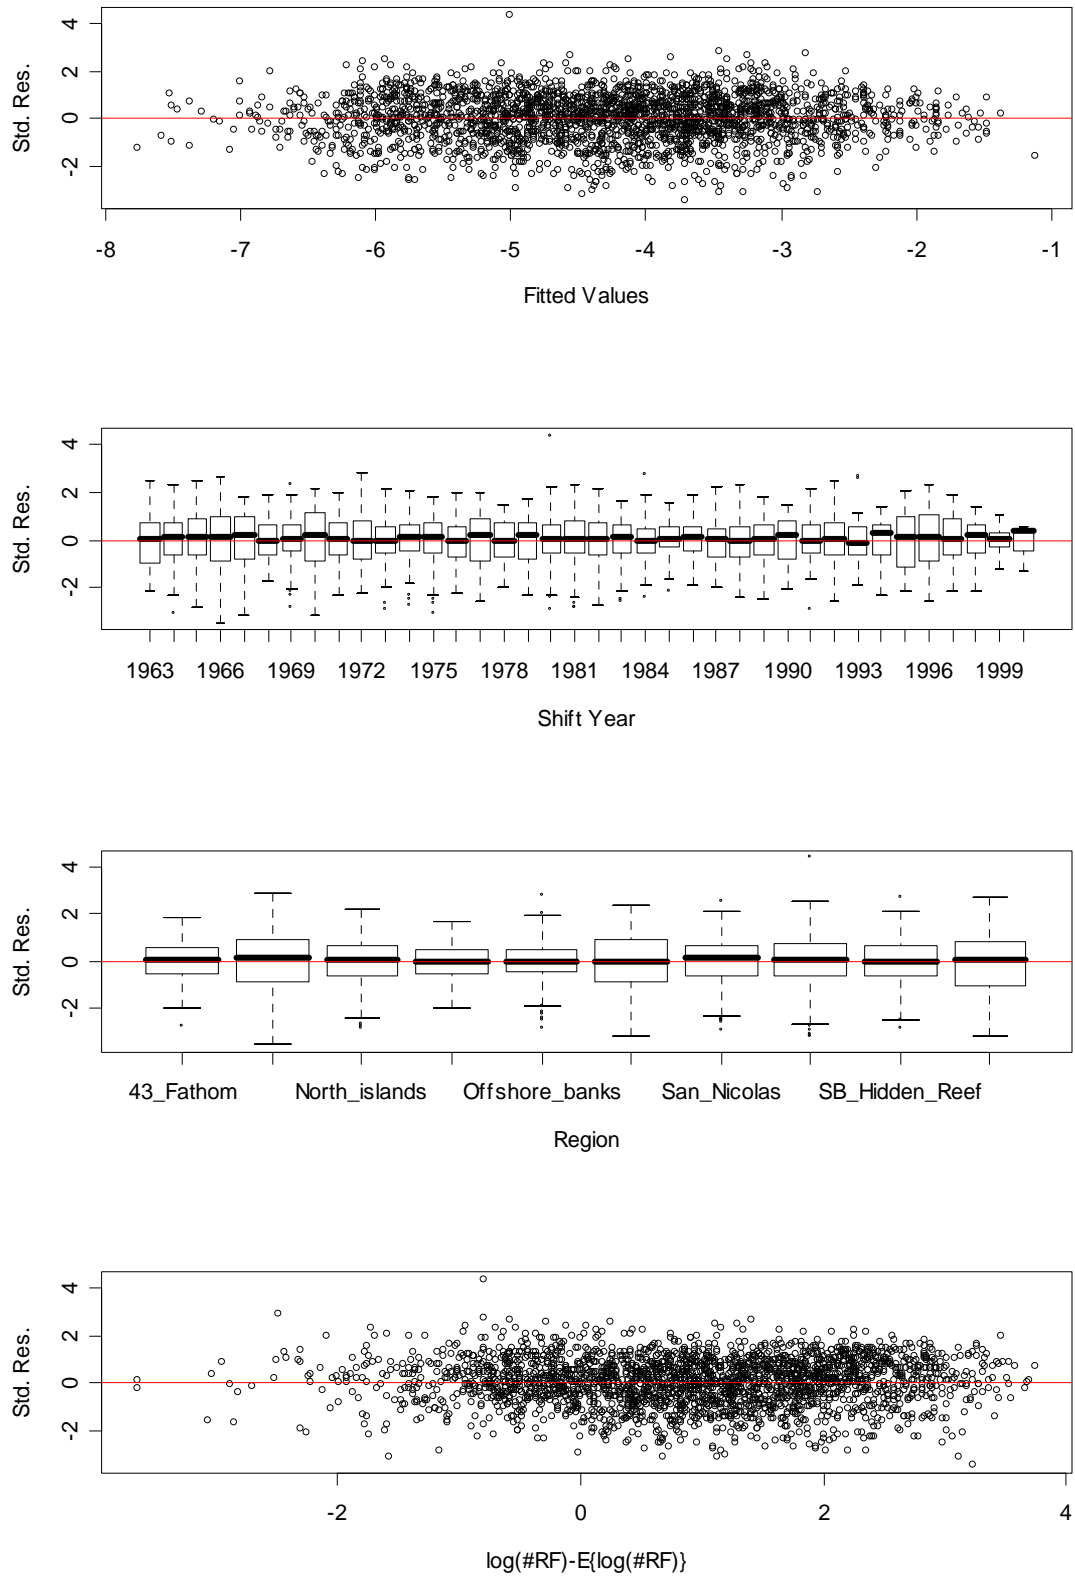 Std. Res.
4
2
0
-2
-8 -7 -6 -5 -4 -3 -2 -1
Fitted Values
Std. Res.
4
2
0
-2
1963 1966 1969 1972 1975 1978 1981 1984 1987 1990 1993 1996 1999
Shift Year
Std. Res.
4
2
0
-2
43_Fathom North_islands Offshore_banks San_Nicolas SB_Hidden_Reef
Region
Std. Res.
4
2
0
-2
-2 0 2 4
log(#RF)-E{log(#RF)}